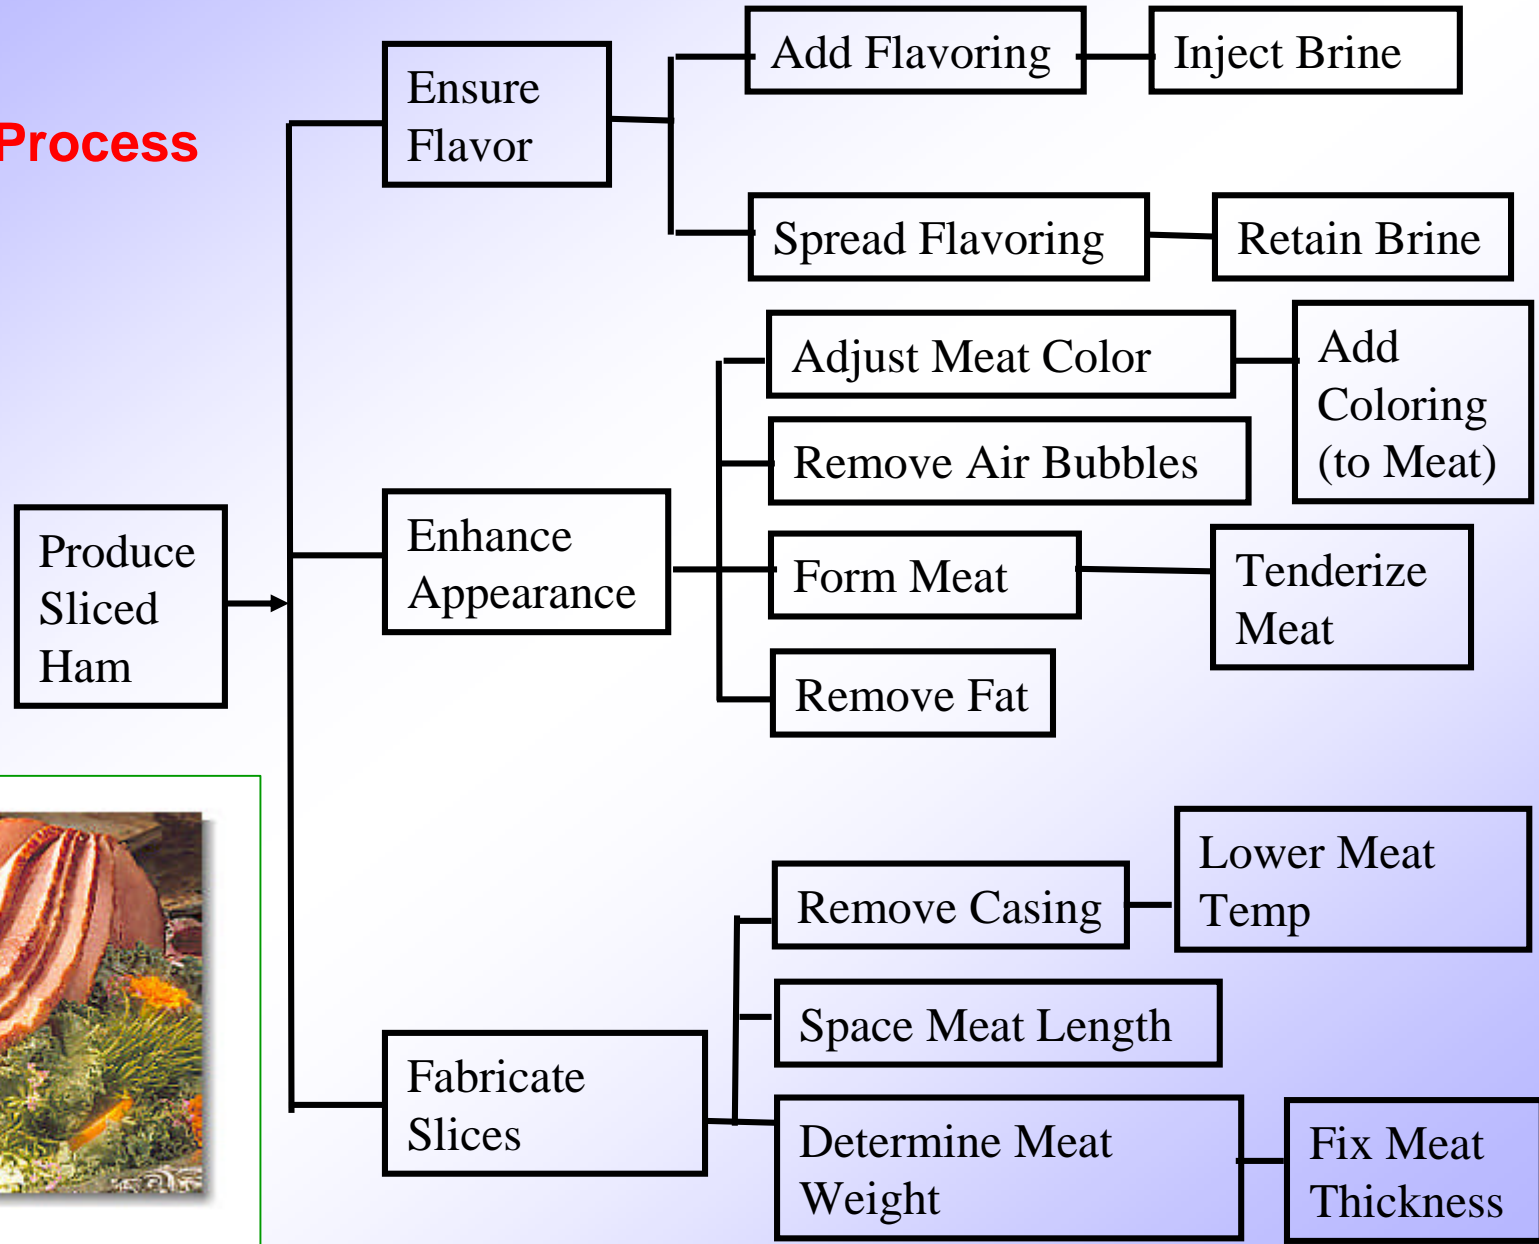 Process
Produce
Sliced
Ham
Ensure
Flavor
Add Flavoring
Inject Brine
Spread Flavoring
Retain Brine
Enhance
Appearance
Adjust Meat Color
Add
Coloring
(to Meat)
Remove Air Bubbles
Form Meat
Tenderize
Meat
Remove Fat
Fabricate
Slices
Remove Casing
Lower Meat
Temp
Space Meat Length
Determine Meat
Weight
Fix Meat
Thickness